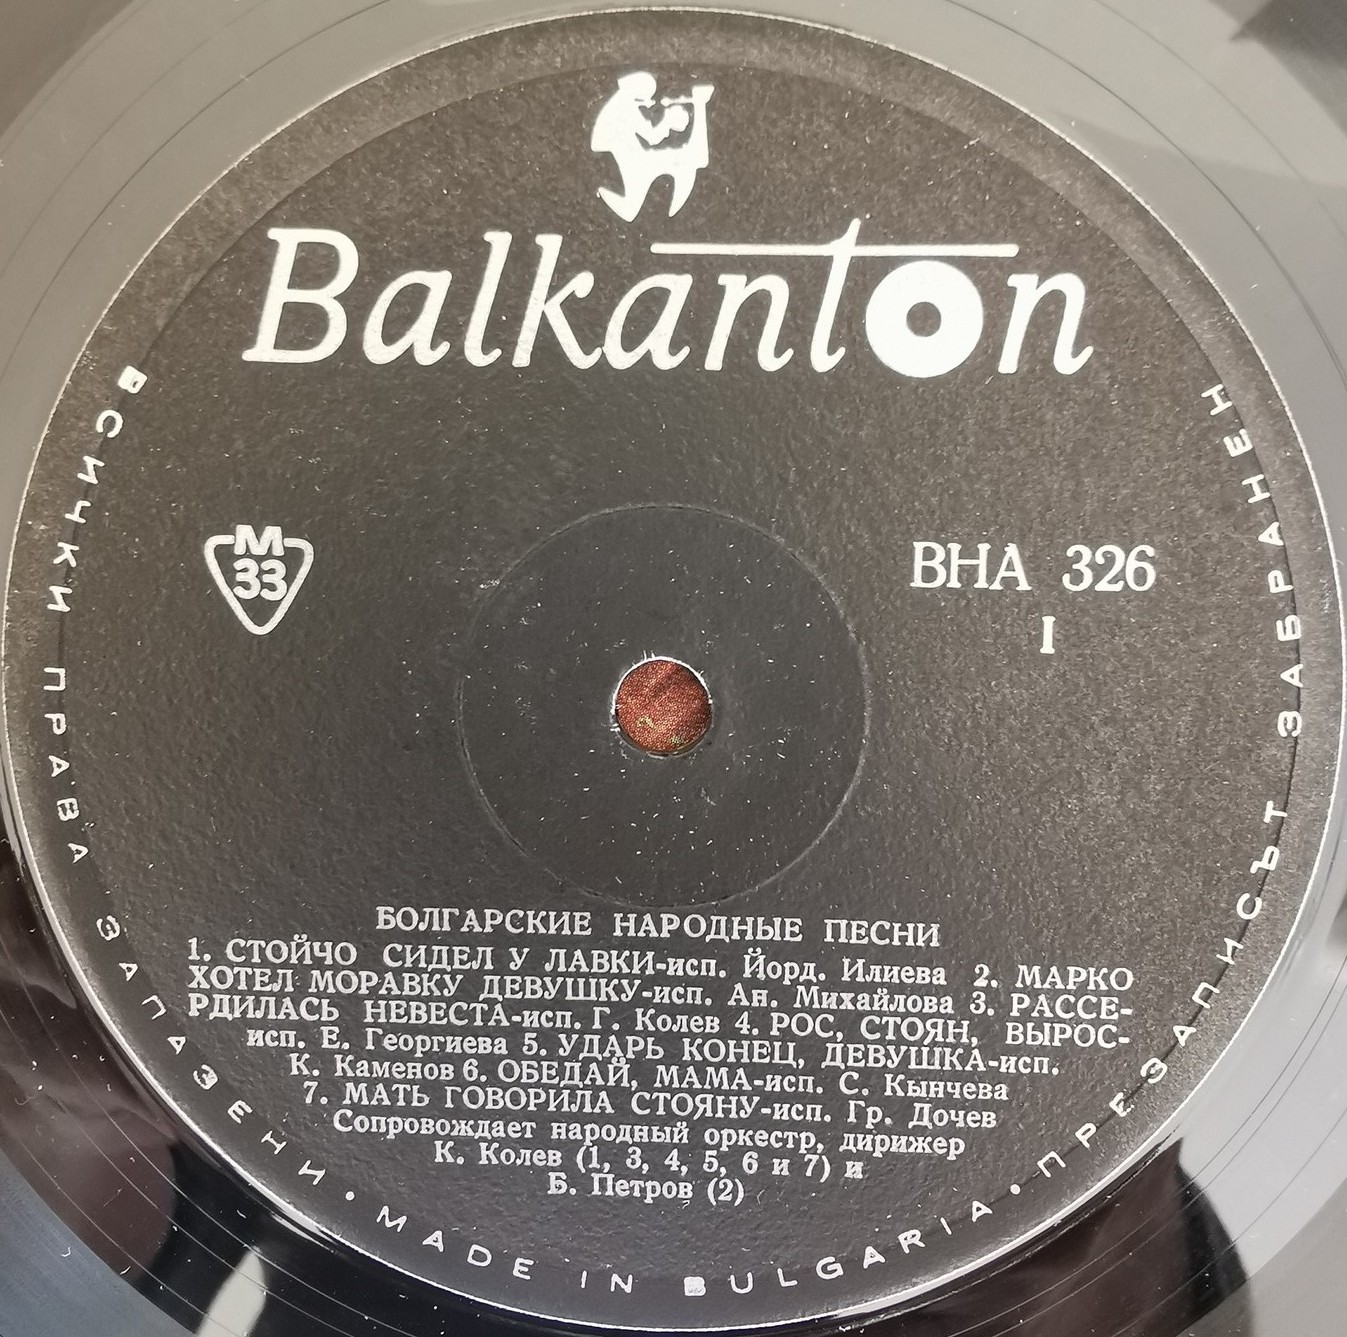 Balkanton
M
33
ВНА 326
I
БОЛГАРСКИЕ НАРОДНЫЕ ПЕСНИ
1. СТОЙЧО СИДЕЛ У ЛАВКИ-исп. Йорд. Илиева 2. МАРКО
ХОТЕЛ МОРАВКУ ДЕВУШКУ-исп. Ан. Михайлова 3. РАССЕ-
РДИЛАСЬ НЕВЕСТА-исп. Г. Колев 4. РОС, СТОЯН, ВЫРОС-
исп. Е. Георгиева 5. УДАРЬ КОНЕЦ, ДЕВУШКА-исп.
К. Каменов 6. ОБЕДАЙ, МАМА-исп. С. Кынчева
7. МАТЬ ГОВОРИЛА СТОЯНУ-исп. Гр. Дочев
Сопровождает народный оркестр, дирижер
К. Колев (1, 3, 4, 5, 6 и 7) и
Б. Петров (2)
ВСИЧКИ ПРАВА ЗАПАЗЕНИ • MADE IN BULGARIA • ПРЕЗАПИСЪТ ЗАБРАНЕН